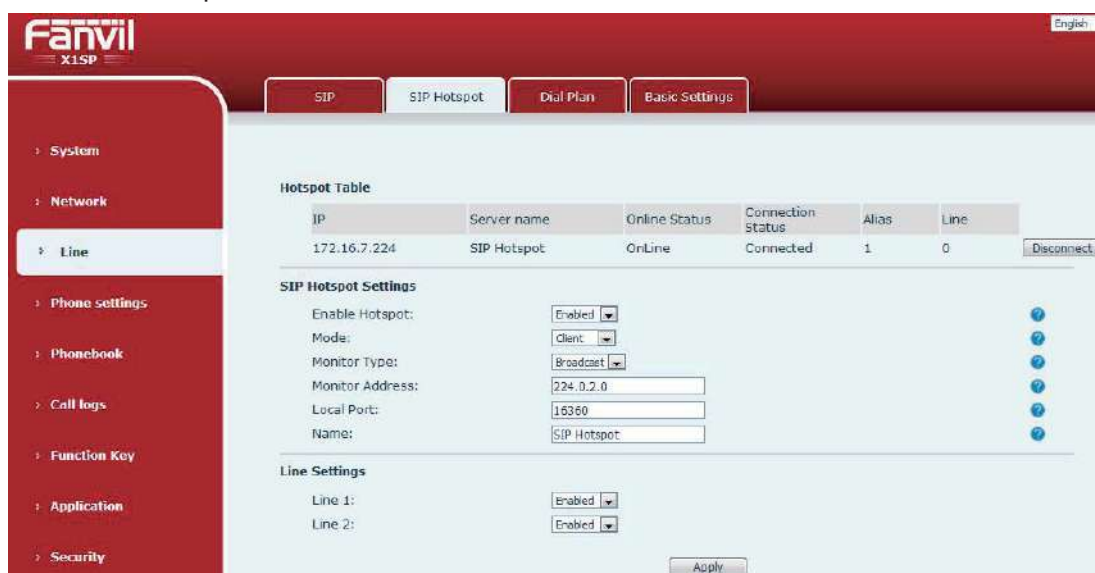 Fanvil
X1SP
English
SIP
SIP Hotspot
Dial Plan
Basic Settings
› System
› Network
› Line
› Phone settings
› Phonebook
› Call logs
› Function Key
› Application
› Security
Hotspot Table
IP Server name Online Status Connection Status Alias Line
172.16.7.224 SIP Hotspot OnLine Connected 1 0 Disconnect
SIP Hotspot Settings
Enable Hotspot: Enabled
Mode: Client
Monitor Type: Broadcast
Monitor Address: 224.0.2.0
Local Port: 16360
Name: SIP Hotspot
Line Settings
Line 1: Enabled
Line 2: Enabled
Apply